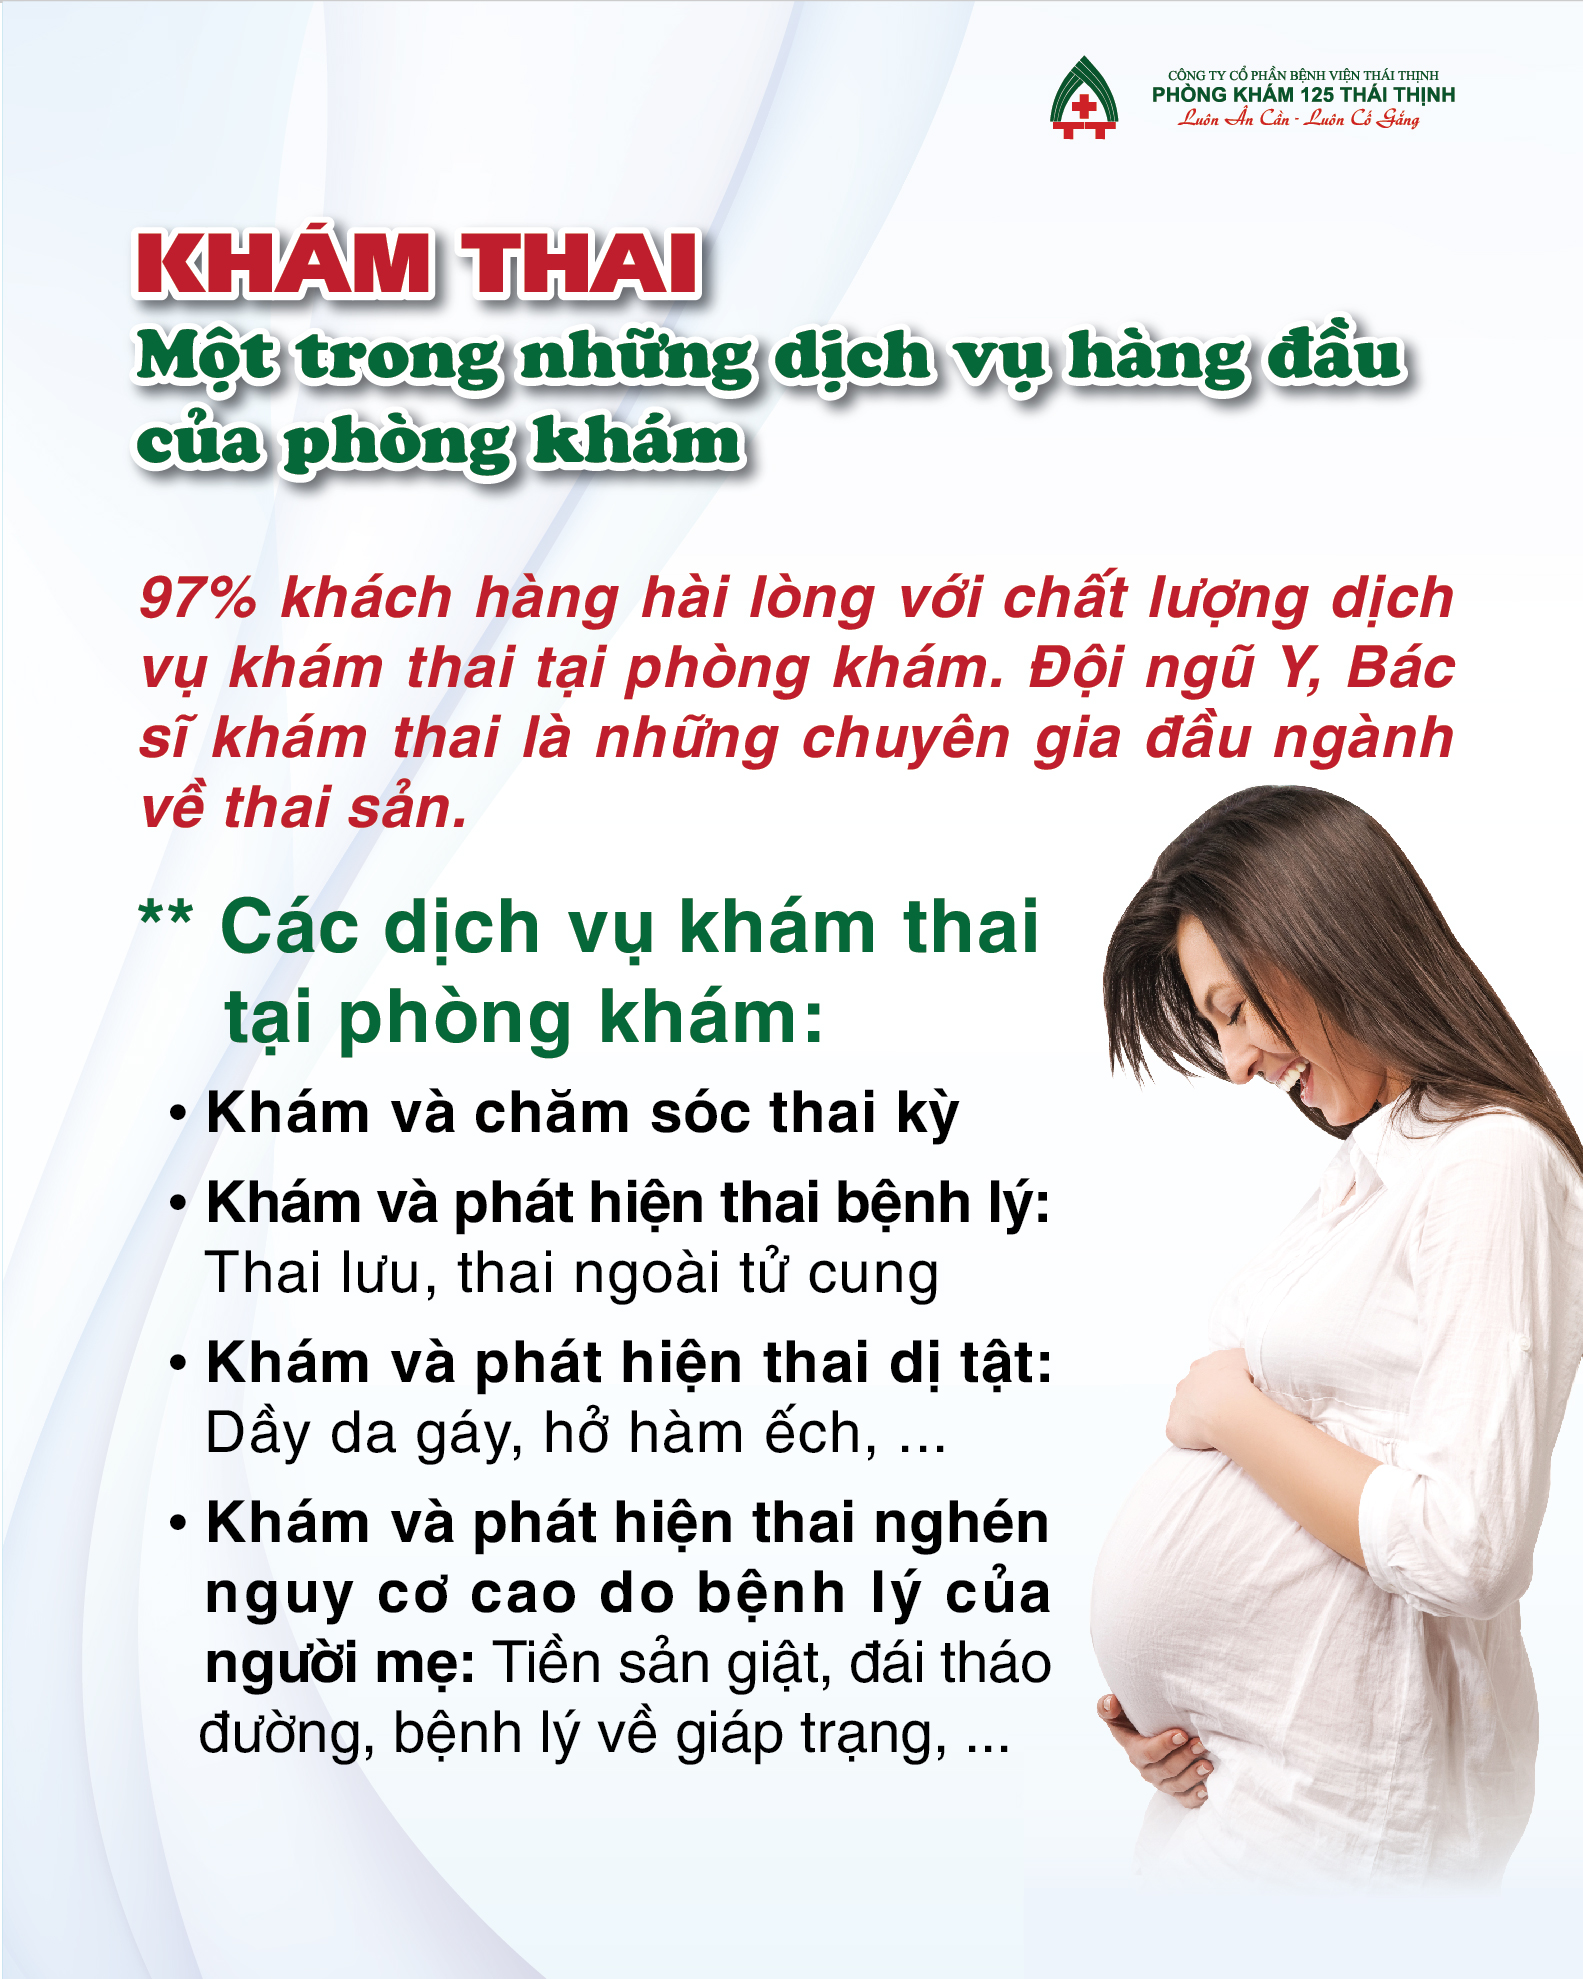 CÔNG TY CỔ PHẦN BỆNH VIỆN THÁI THỊNH
PHÒNG KHÁM 125 THÁI THỊNH
Luôn Ân Cần - Luôn Cố Gắng
KHÁM THAI
Một trong những dịch vụ hàng đầu
của phòng khám
97% khách hàng hài lòng với chất lượng dịch
vụ khám thai tại phòng khám. Đội ngũ Y, Bác
sĩ khám thai là những chuyên gia đầu ngành
về thai sản.
** Các dịch vụ khám thai
tại phòng khám:
• Khám và chăm sóc thai kỳ
• Khám và phát hiện thai bệnh lý:
Thai lưu, thai ngoài tử cung
• Khám và phát hiện thai dị tật:
Dầy da gáy, hở hàm ếch, ...
• Khám và phát hiện thai nghén
nguy cơ cao do bệnh lý của
người mẹ: Tiền sản giật, đái tháo
đường, bệnh lý về giáp trạng, ...